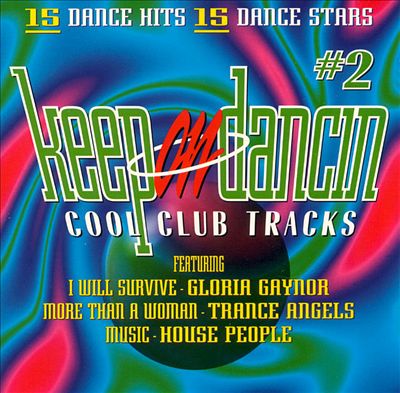 15 DANCE HITS 15 DANCE STARS
#2
keep on dancin
COOL CLUB TRACKS
FEATURING
I WILL SURVIVE - GLORIA GAYNOR
MORE THAN A WOMAN - TRANCE ANGELS
MUSIC - HOUSE PEOPLE